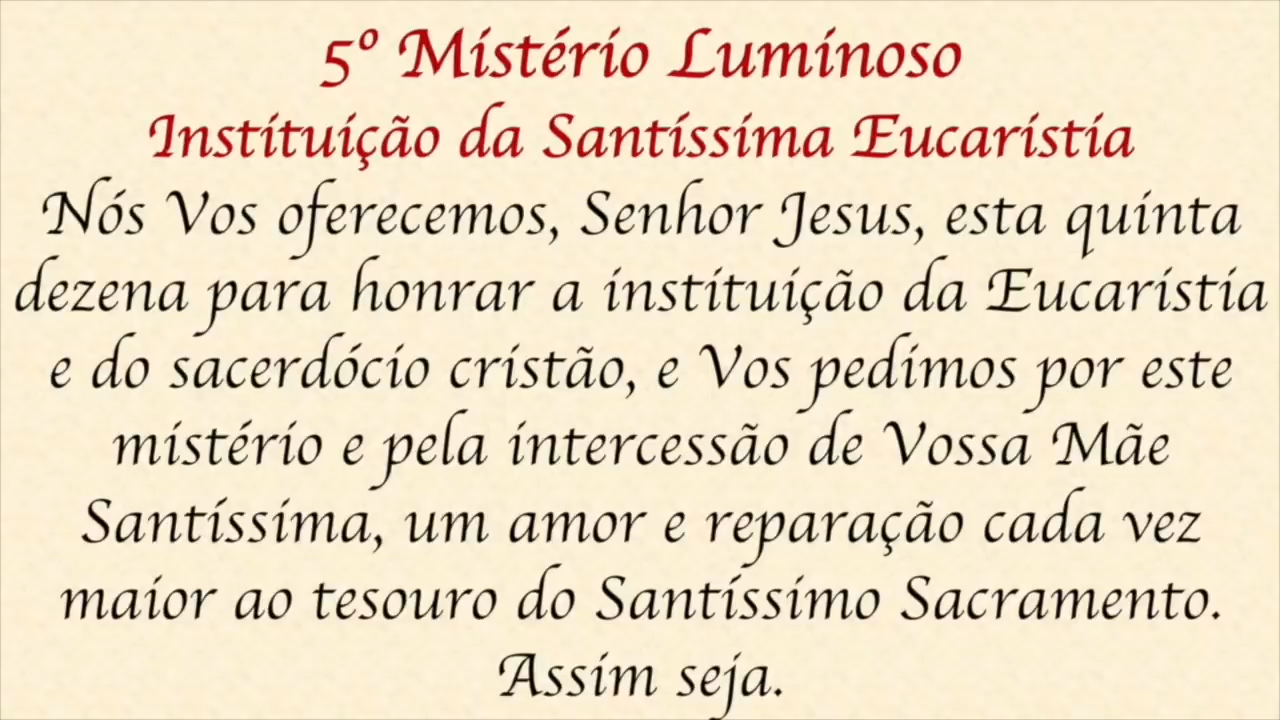 5º Mistério Luminoso
Instituição da Santíssima Eucaristia
Nós Vos oferecemos, Senhor Jesus, esta quinta
dezena para honrar a instituição da Eucaristia
e do sacerdócio cristão, e Vos pedimos por este
mistério e pela intercessão de Vossa Mãe
Santíssima, um amor e reparação cada vez
maior ao tesouro do Santíssimo Sacramento.
Assim seja.